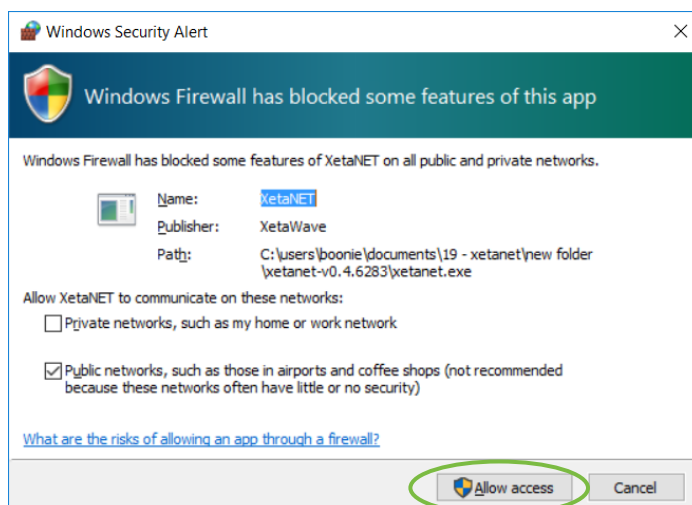 Windows Security Alert
Windows Firewall has blocked some features of this app
Windows Firewall has blocked some features of XetaNET on all public and private networks.
Name: XetaNET
Publisher: XetaWave
Path: C:\users\boonie\documents\19 - xetanet\new folder
\xetanet-v0.4.6283\xetanet.exe
Allow XetaNET to communicate on these networks:
Private networks, such as my home or work network
Public networks, such as those in airports and coffee shops (not recommended
because these networks often have little or no security)
What are the risks of allowing an app through a firewall?
Allow access Cancel